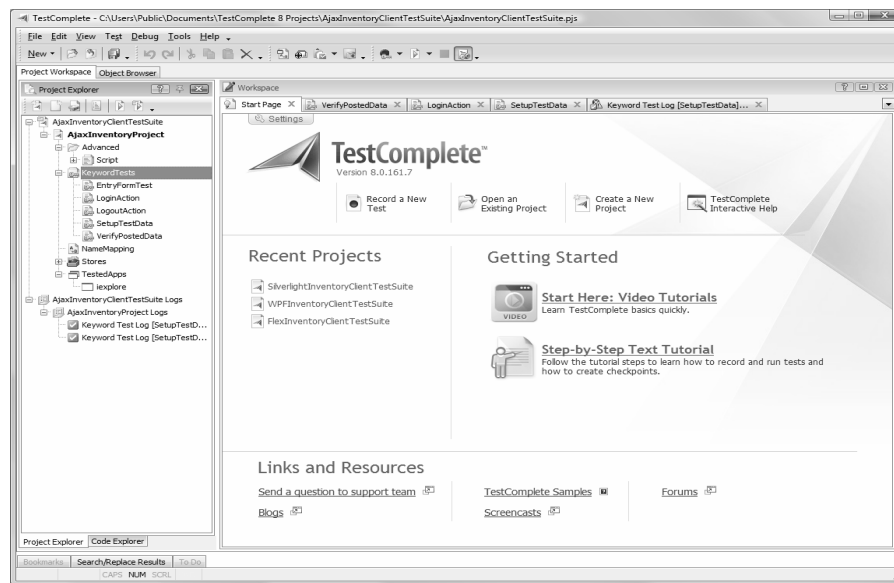 TestComplete - C:\Users\Public\Documents\TestComplete 8 Projects\AjaxInventoryClientTestSuite\AjaxInventoryClientTestSuite.pjs
File Edit View Test Debug Tools Help
New
Project Workspace Object Browser
Project Explorer
AjaxInventoryClientTestSuite
AjaxInventoryProject
Advanced
Script
KeywordTests
EntryFormTest
LoginAction
LogoutAction
SetupTestData
VerifyPostedData
NameMapping
Stores
TestedApps
iexplore
AjaxInventoryClientTestSuite Logs
AjaxInventoryProject Logs
Keyword Test Log [SetupTestD...
Keyword Test Log [SetupTestD...
Project Explorer Code Explorer
Workspace
Start Page VerifyPostedData LoginAction SetupTestData Keyword Test Log [SetupTestData]...
Settings
TestComplete™
Version 8.0.161.7
Record a New Test
Open an Existing Project
Create a New Project
TestComplete Interactive Help
Recent Projects
SilverlightInventoryClientTestSuite
WPFInventoryClientTestSuite
FlexInventoryClientTestSuite
Getting Started
VIDEO
Start Here: Video Tutorials
Learn TestComplete basics quickly.
Step-by-Step Text Tutorial
Follow the tutorial steps to learn how to record and run tests and
how to create checkpoints.
Links and Resources
Send a question to support team TestComplete Samples Forums
Blogs Screencasts
Bookmarks Search/Replace Results To Do
CAPS NUM SCRL